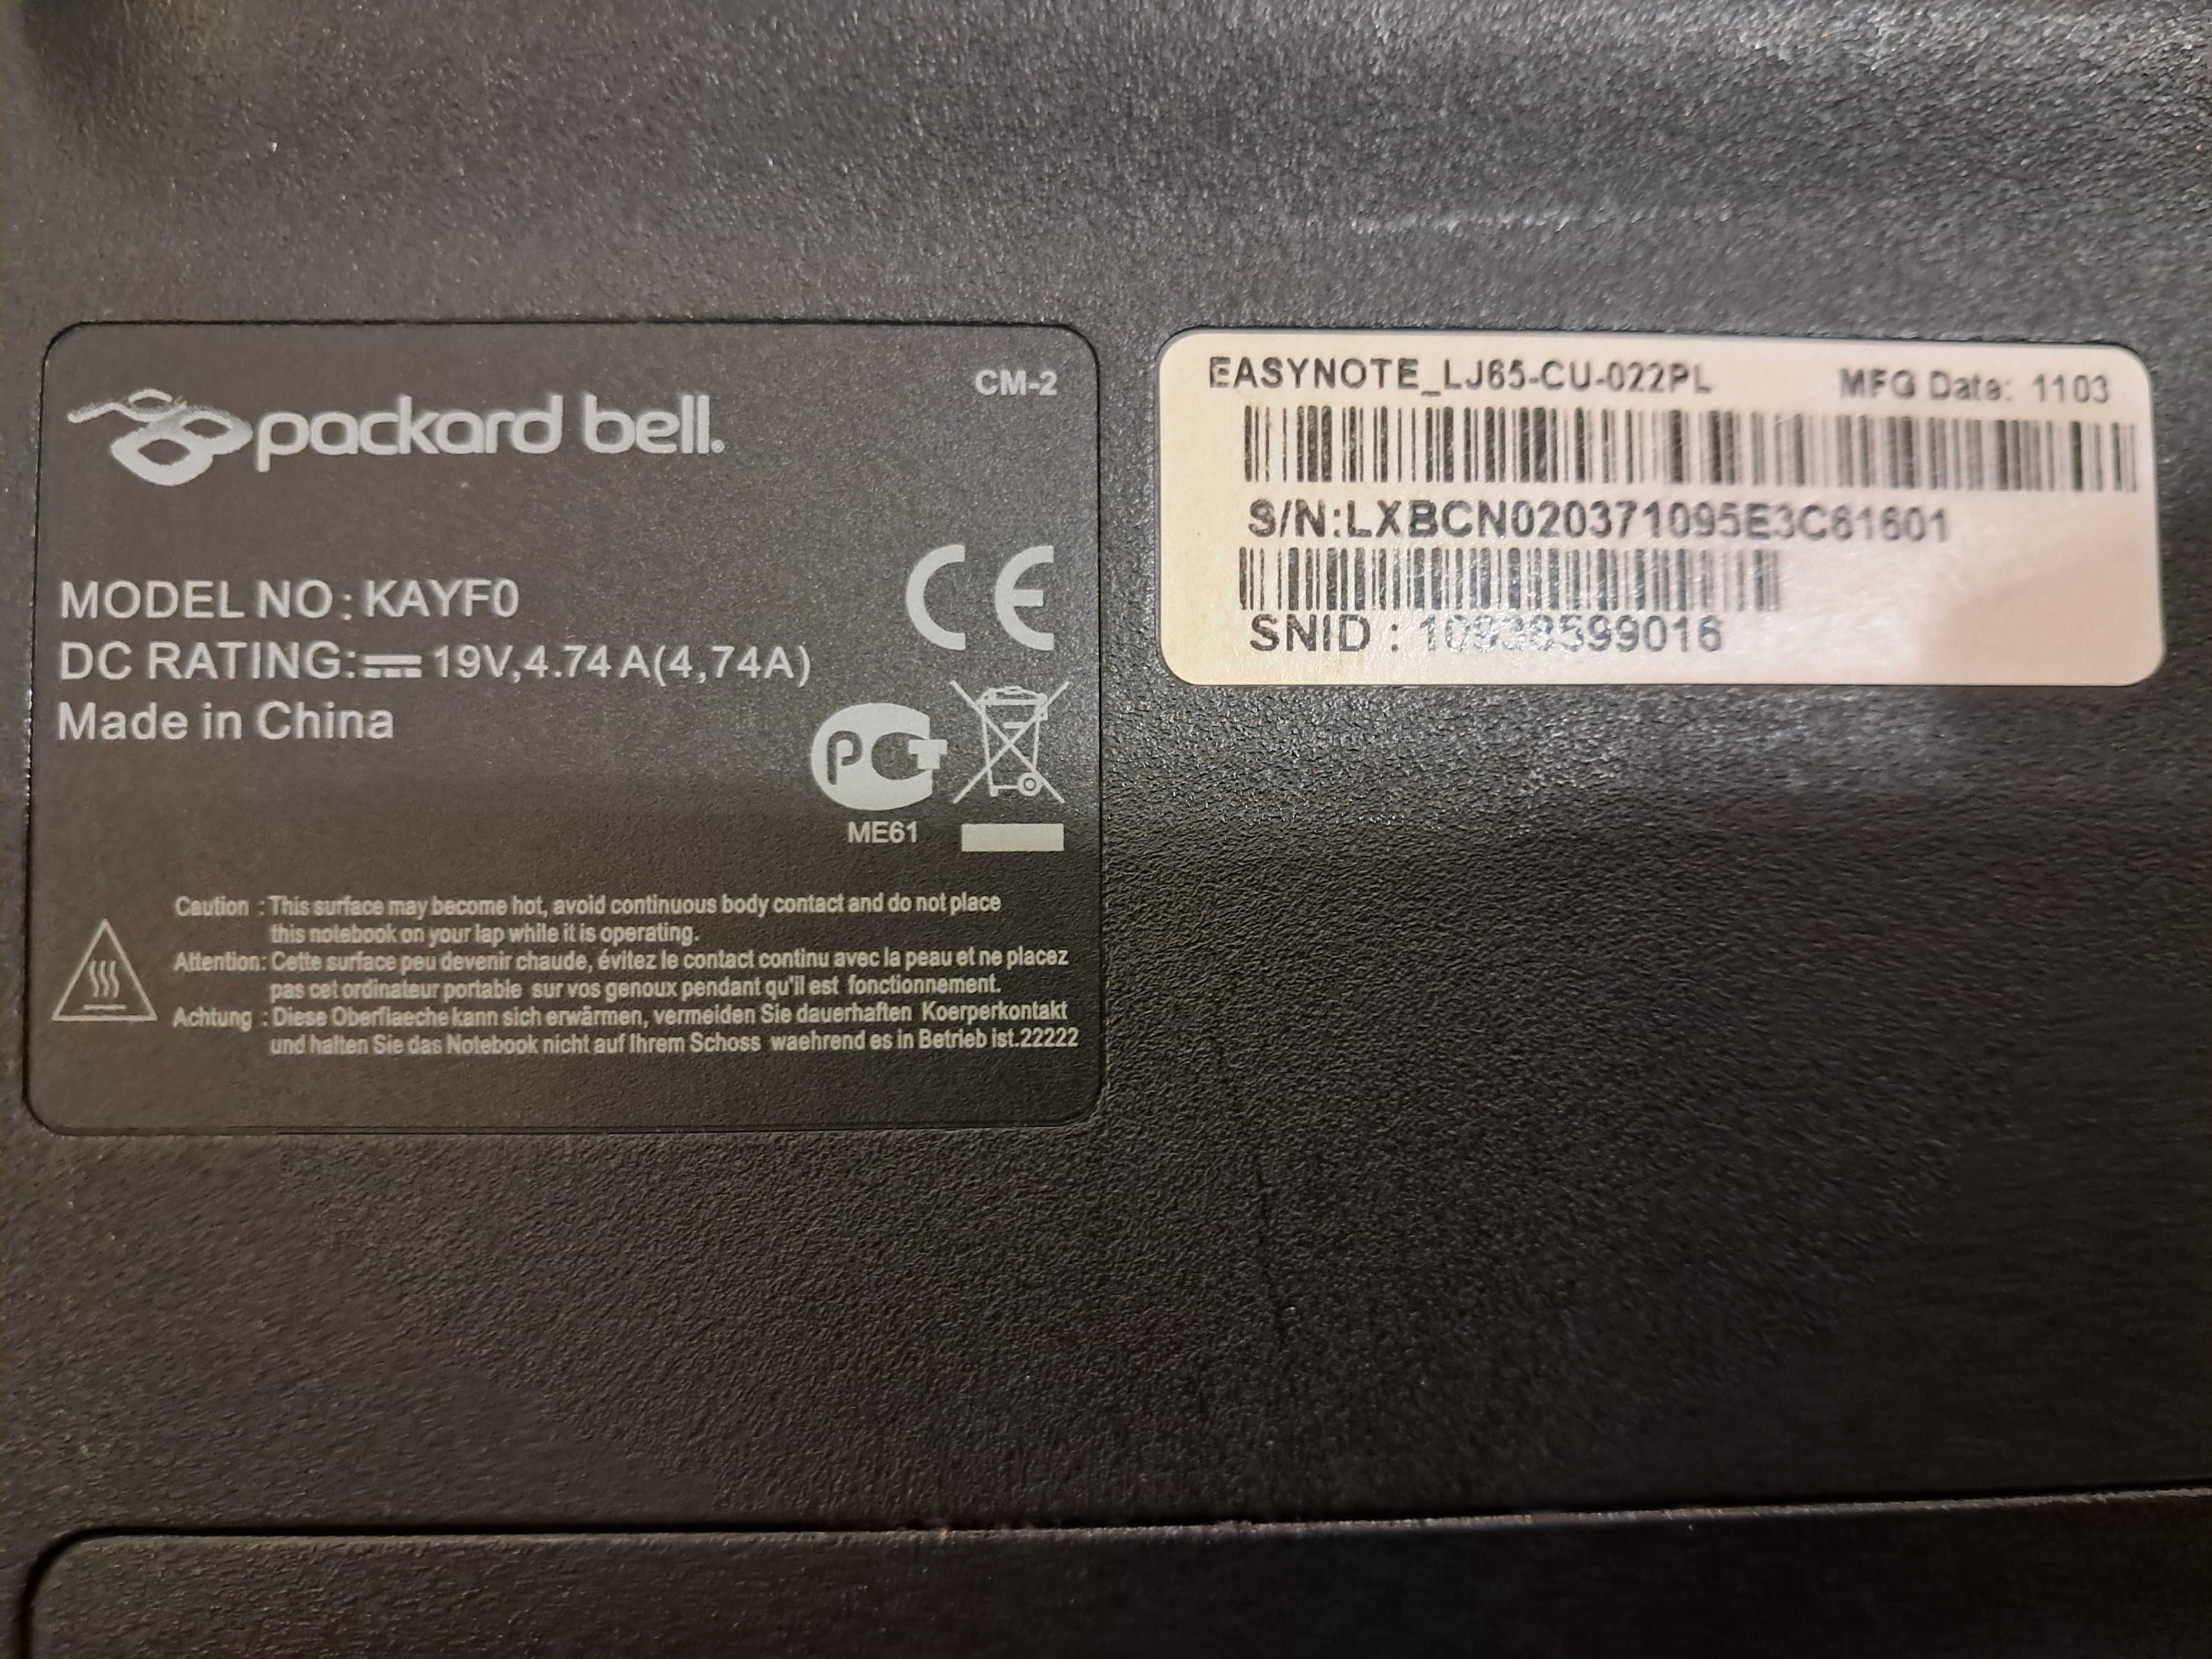 packard bell.
CM-2
MODEL NO: KAYF0
DC RATING: 19V,4.74A(4,74A)
Made in China
CE
PCT
ME61
Caution : This surface may become hot, avoid continuous body contact and do not place
this notebook on your lap while it is operating.
Attention: Cette surface peu devenir chaude, évitez le contact continu avec la peau et ne placez
pas cet ordinateur portable sur vos genoux pendant qu'il est fonctionnement.
Achtung : Diese Oberflaeche kann sich erwärmen, vermeiden Sie dauerhaften Koerperkontakt
und halten Sie das Notebook nicht auf Ihrem Schoss waehrend es in Betrieb ist.22222
EASYNOTE_LJ65-CU-022PL MFG Date: 1103
S/N:LXBCN020371095E3C61601
SNID :